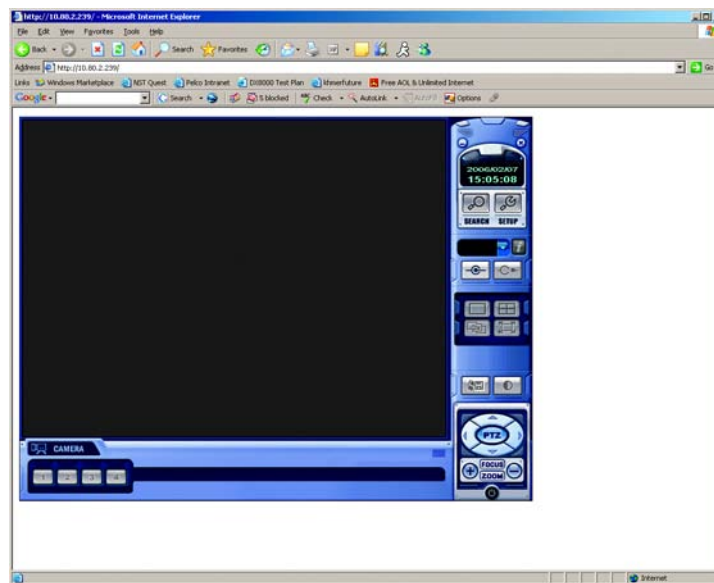 http://10.80.2.239/ - Microsoft Internet Explorer
File Edit View Favorites Tools Help
Back Search Favorites
Address http://10.80.2.239/ Go
Links Windows Marketplace NST Quest Pelco Intranet DX8000 Test Plan Free AOL & Unlimited Internet
Google Search 5 blocked Check AutoLink AutoFill Options
2006/02/07
15:05:08
SEARCH SETUP
PTZ
FOCUS
ZOOM
CAMERA
1 2 3 4
Internet